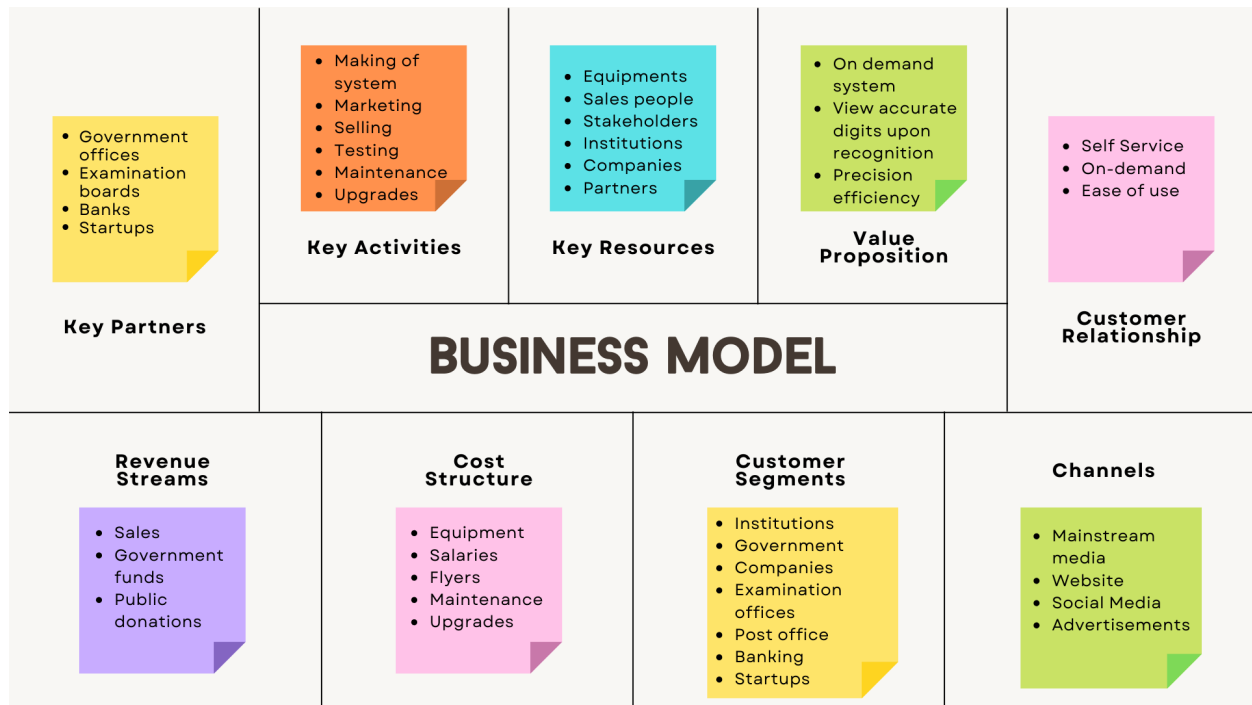 Government
offices
Examination
boards
Banks
Startups
Key Partners
Making of
system
Marketing
Selling
Testing
Maintenance
Upgrades
Key Activities
Equipments
Sales people
Stakeholders
Institutions
Companies
Partners
Key Resources
On demand
system
View accurate
digits upon
recognition
Precision
efficiency
Value
Proposition
Self Service
On-demand
Ease of use
Customer
Relationship
BUSINESS MODEL
Revenue
Streams
Sales
Government
funds
Public
donations
Cost
Structure
Equipment
Salaries
Flyers
Maintenance
Upgrades
Customer
Segments
Institutions
Government
Companies
Examination
offices
Post office
Banking
Startups
Channels
Mainstream
media
Website
Social Media
Advertisements